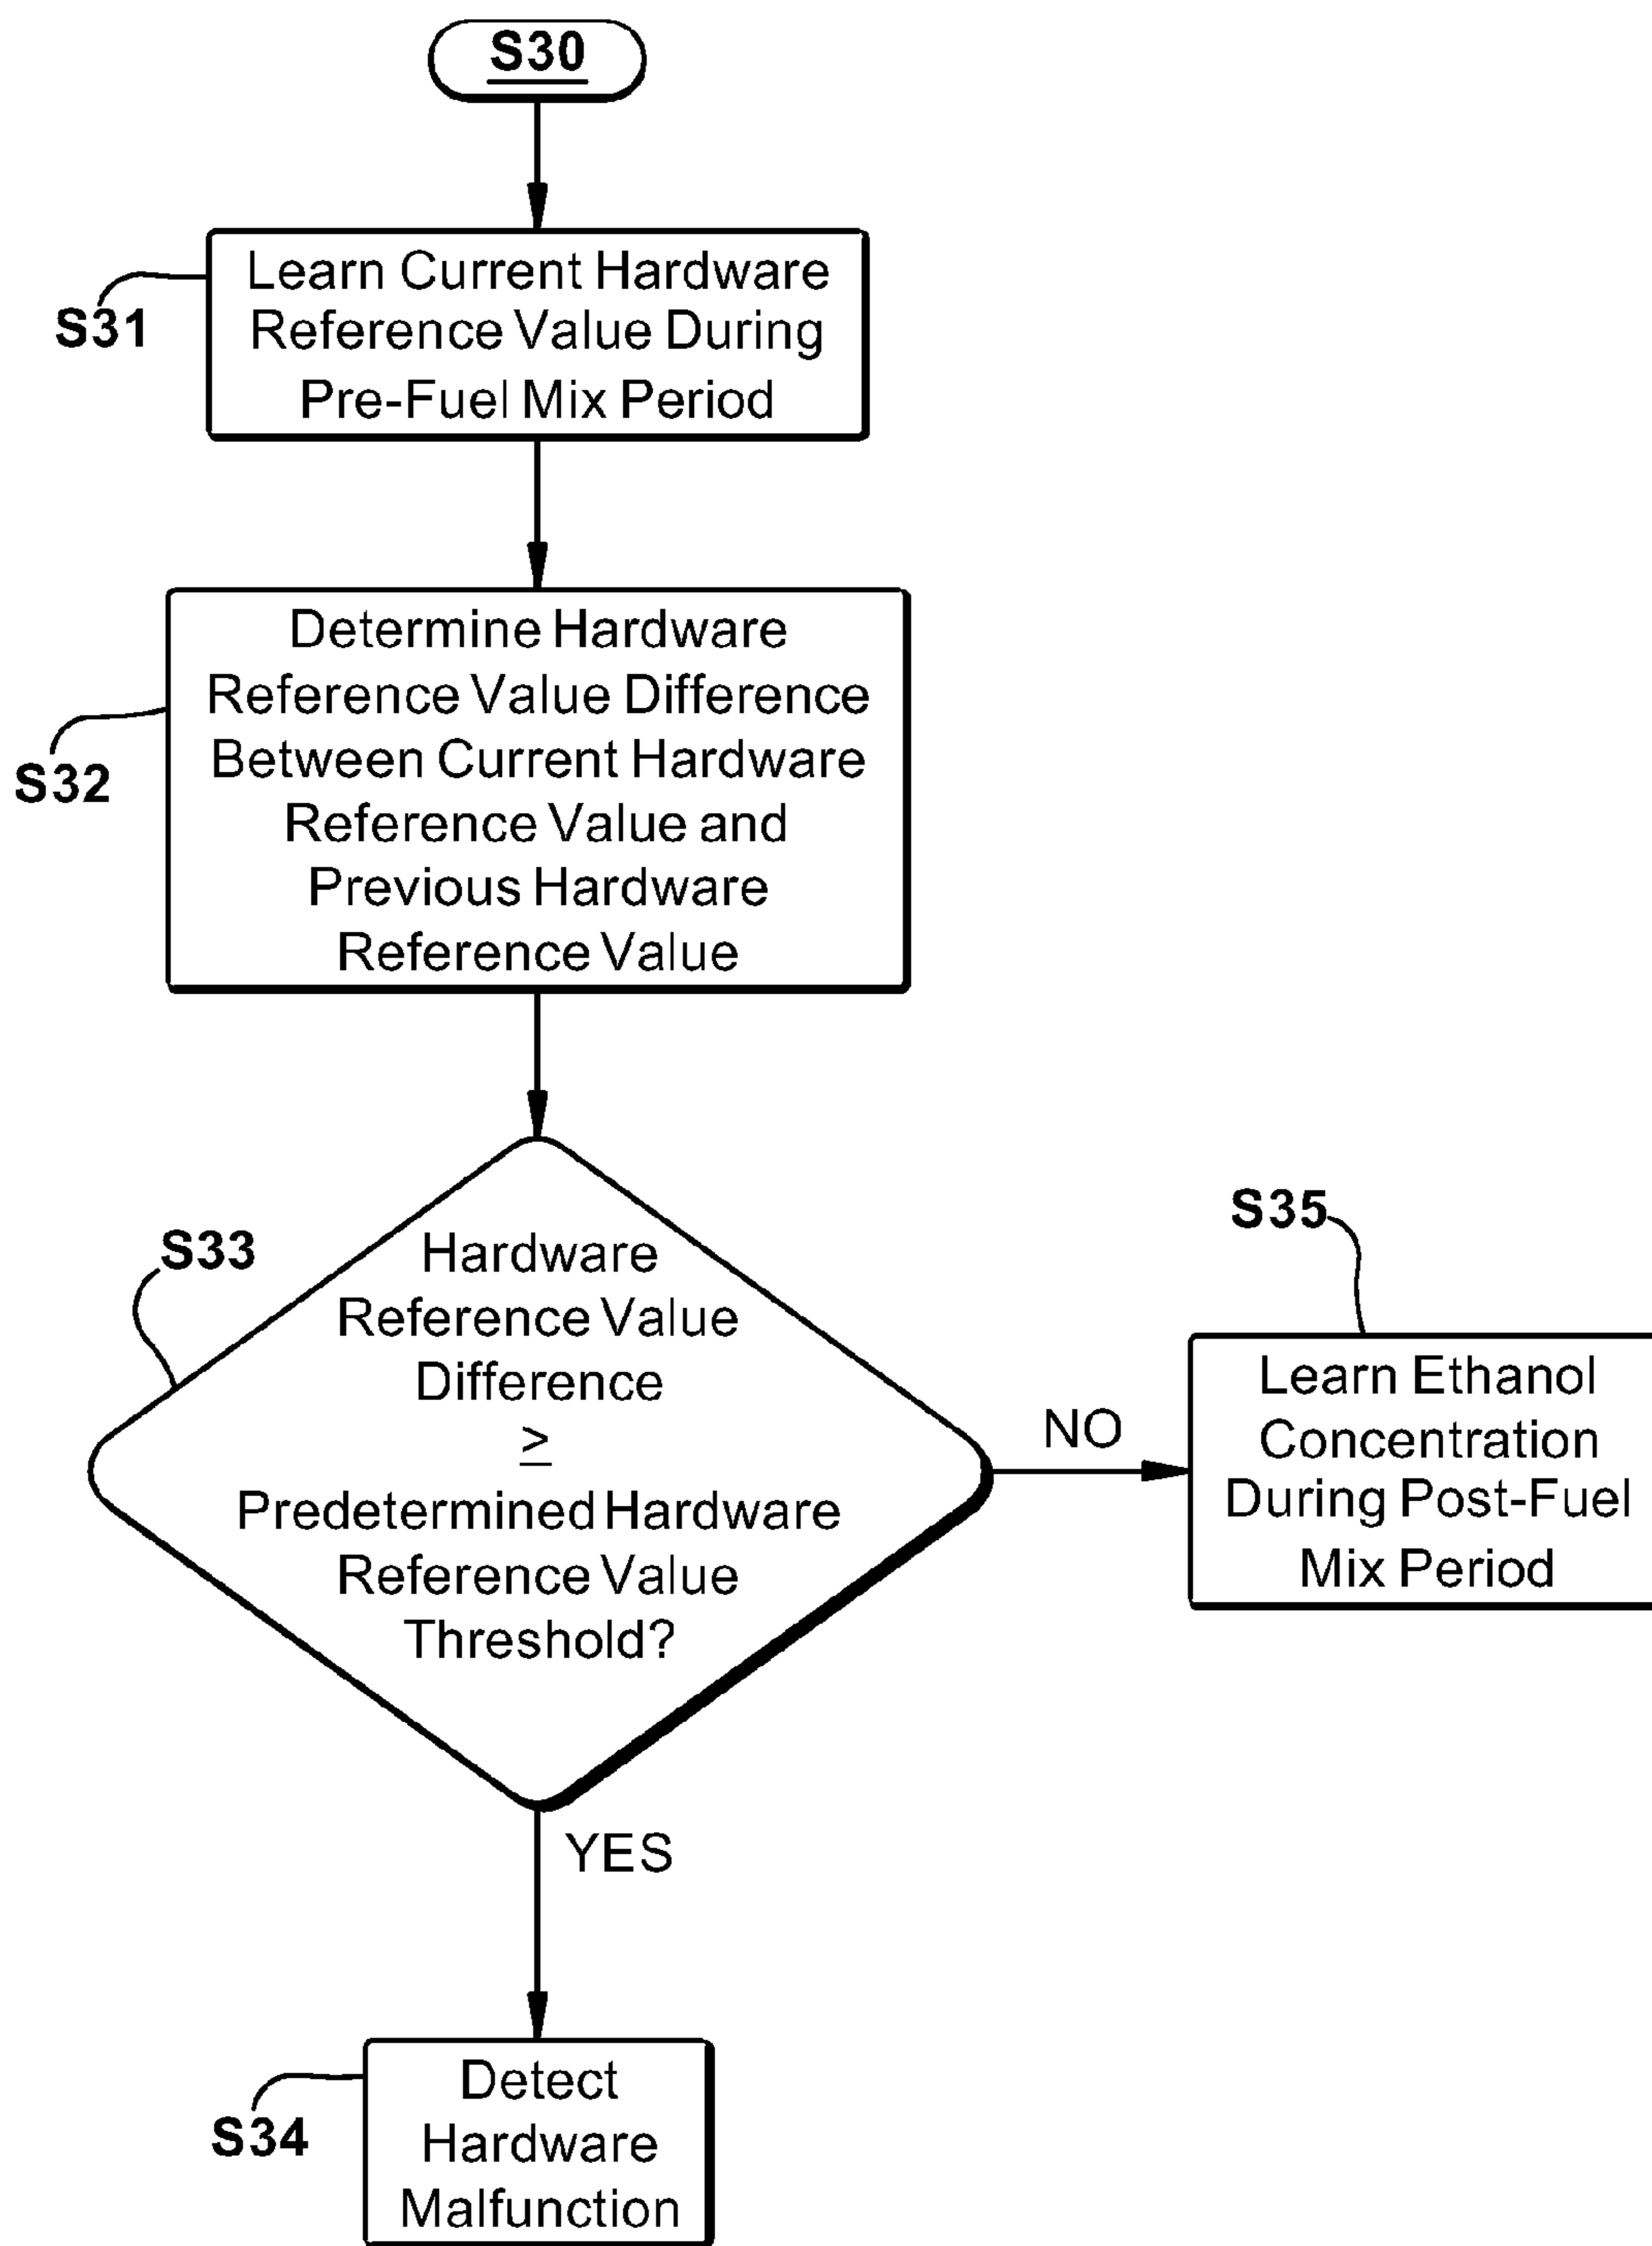 S30
Learn Current Hardware
Reference Value During
Pre-Fuel Mix Period
S31
Determine Hardware
Reference Value Difference
Between Current Hardware
Reference Value and
Previous Hardware
Reference Value
S32
S33
Hardware
Reference Value
Difference
≥
Predetermined Hardware
Reference Value
Threshold?
NO
S35
Learn Ethanol
Concentration
During Post-Fuel
Mix Period
YES
Detect
Hardware
Malfunction
S34